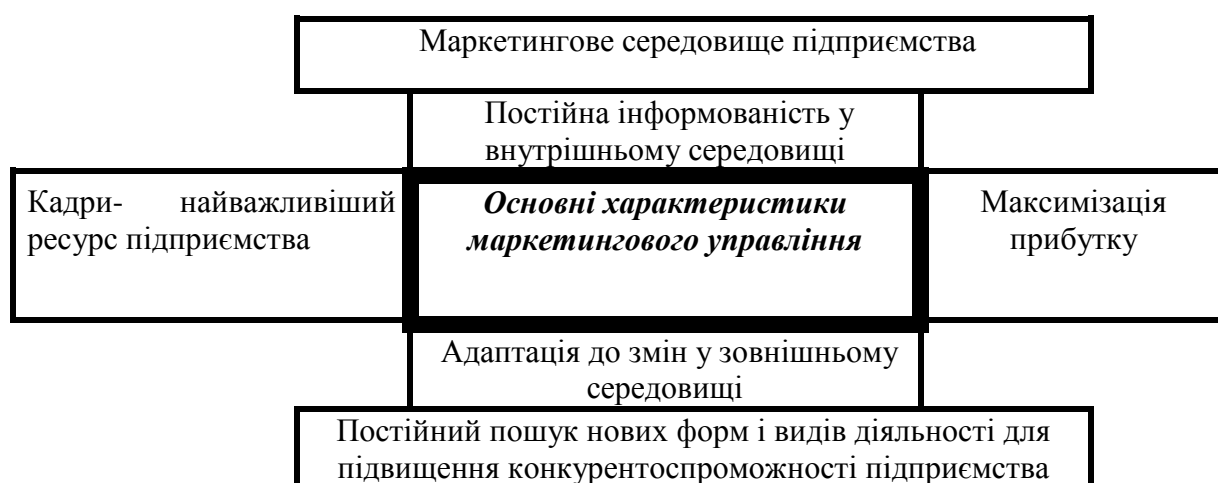 Маркетингове середовище підприємства
Постійна інформованість у
внутрішньому середовищі
Кадри- найважливіший
ресурс підприємства
Основні характеристики
маркетингового управління
Максимізація
прибутку
Адаптація до змін у зовнішньому
середовищі
Постійний пошук нових форм і видів діяльності для
підвищення конкурентоспроможності підприємства